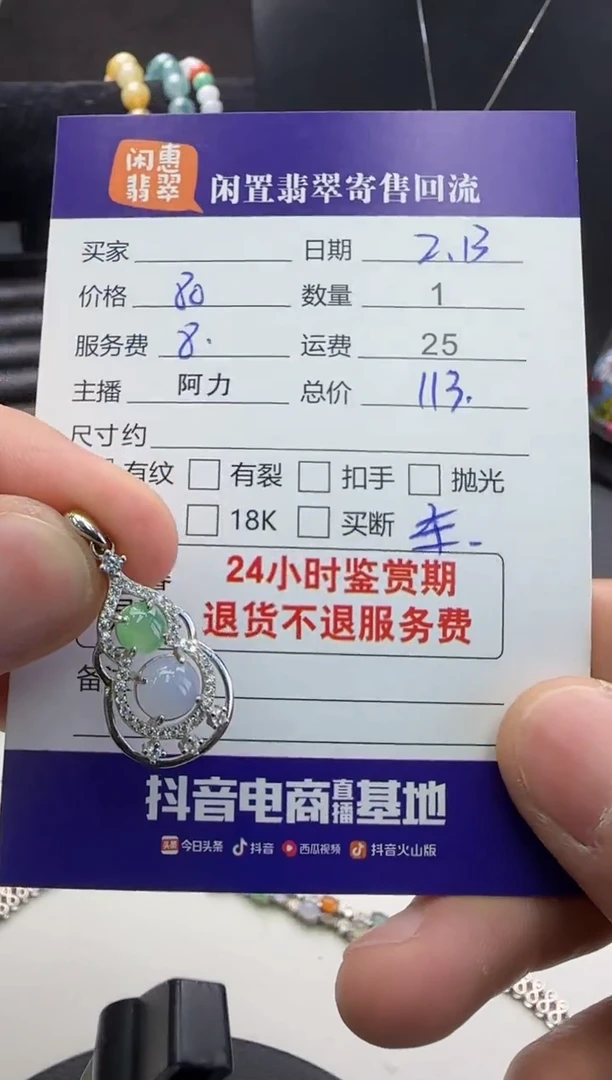 闲惠
翡翠
闲置翡翠寄售回流
买家 日期 2.13
价格 80 数量 1
服务费 8. 运费 25
主播 阿力 总价 113.
尺寸约
有纹 有裂 扣手 抛光
18K 买断
24小时鉴赏期
退货不退服务费
备
抖音电商直播基地
头条 今日头条 抖音 西瓜视频 抖音火山版